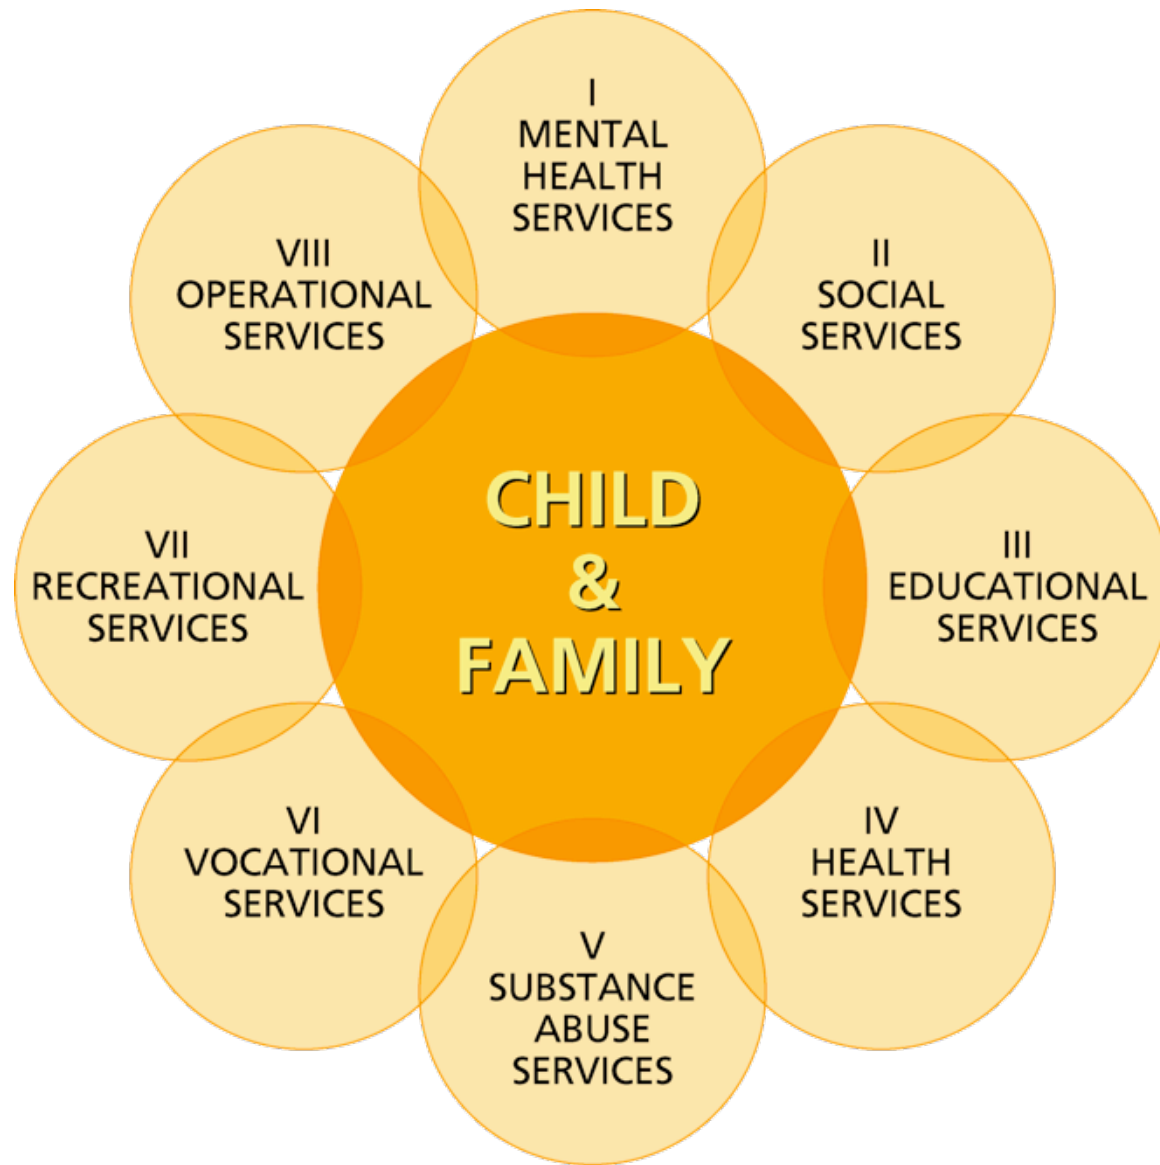 I
MENTAL
HEALTH
SERVICES
II
SOCIAL
SERVICES
III
EDUCATIONAL
SERVICES
IV
HEALTH
SERVICES
V
SUBSTANCE
ABUSE
SERVICES
VI
VOCATIONAL
SERVICES
VII
RECREATIONAL
SERVICES
VIII
OPERATIONAL
SERVICES
CHILD
&
FAMILY